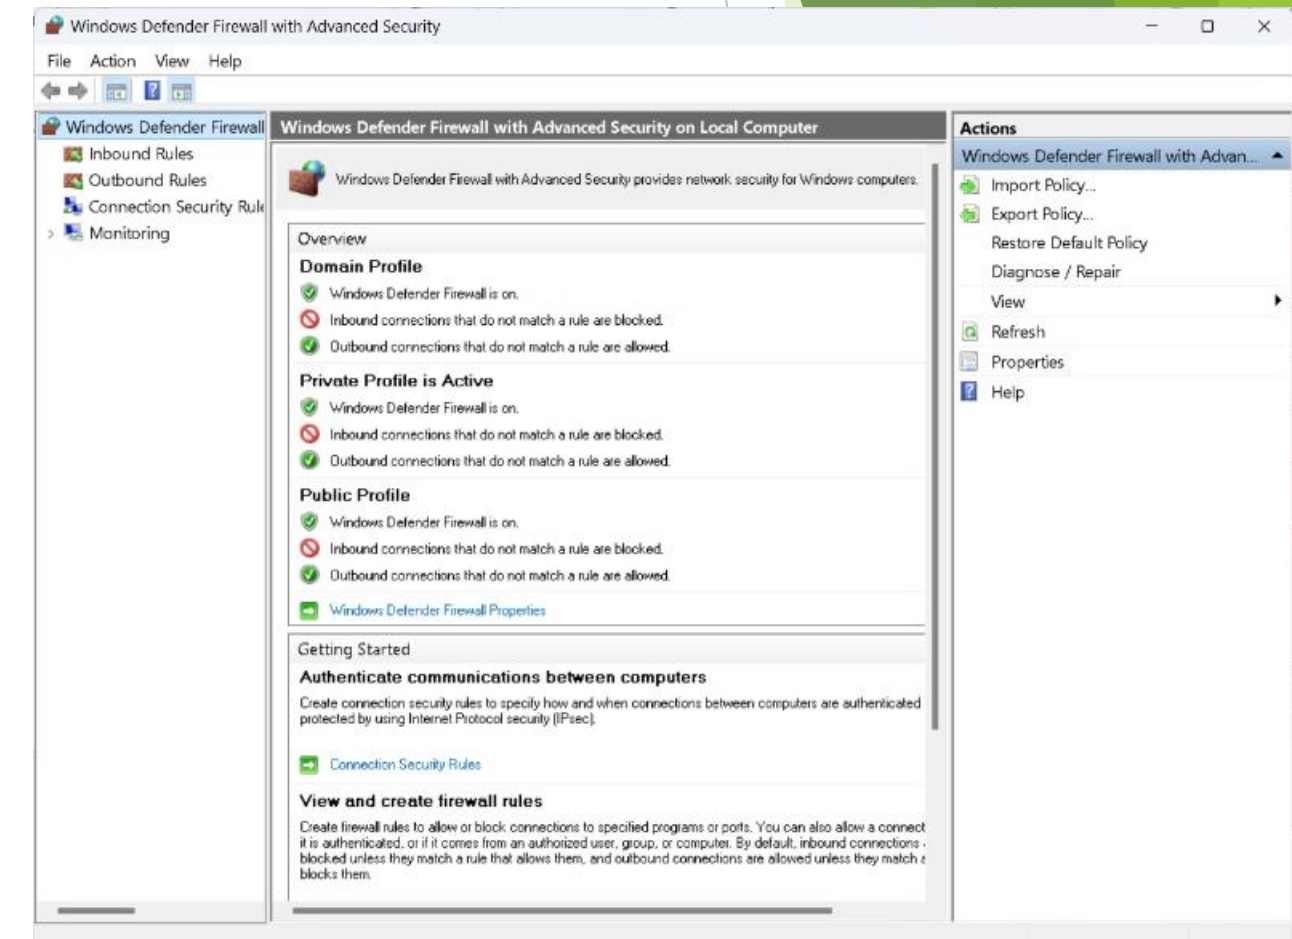 Windows Defender Firewall with Advanced Security
File Action View Help
Windows Defender Firewall
Inbound Rules
Outbound Rules
Connection Security Rule
Monitoring
Windows Defender Firewall with Advanced Security on Local Computer
Windows Defender Firewall with Advanced Security provides network security for Windows computers.
Overview
Domain Profile
Windows Defender Firewall is on.
Inbound connections that do not match a rule are blocked.
Outbound connections that do not match a rule are allowed.
Private Profile is Active
Windows Defender Firewall is on.
Inbound connections that do not match a rule are blocked.
Outbound connections that do not match a rule are allowed.
Public Profile
Windows Defender Firewall is on.
Inbound connections that do not match a rule are blocked.
Outbound connections that do not match a rule are allowed.
Windows Defender Firewall Properties
Getting Started
Authenticate communications between computers
Create connection security rules to specify how and when connections between computers are authenticated
protected by using Internet Protocol security (IPsec).
Connection Security Rules
View and create firewall rules
Create firewall rules to allow or block connections to specified programs or ports. You can also allow a connect
it is authenticated, or if it comes from an authorized user, group, or computer. By default, inbound connections
blocked unless they match a rule that allows them, and outbound connections are allowed unless they match
blocks them.
Actions
Windows Defender Firewall with Advan...
Import Policy...
Export Policy...
Restore Default Policy
Diagnose / Repair
View
Refresh
Properties
Help